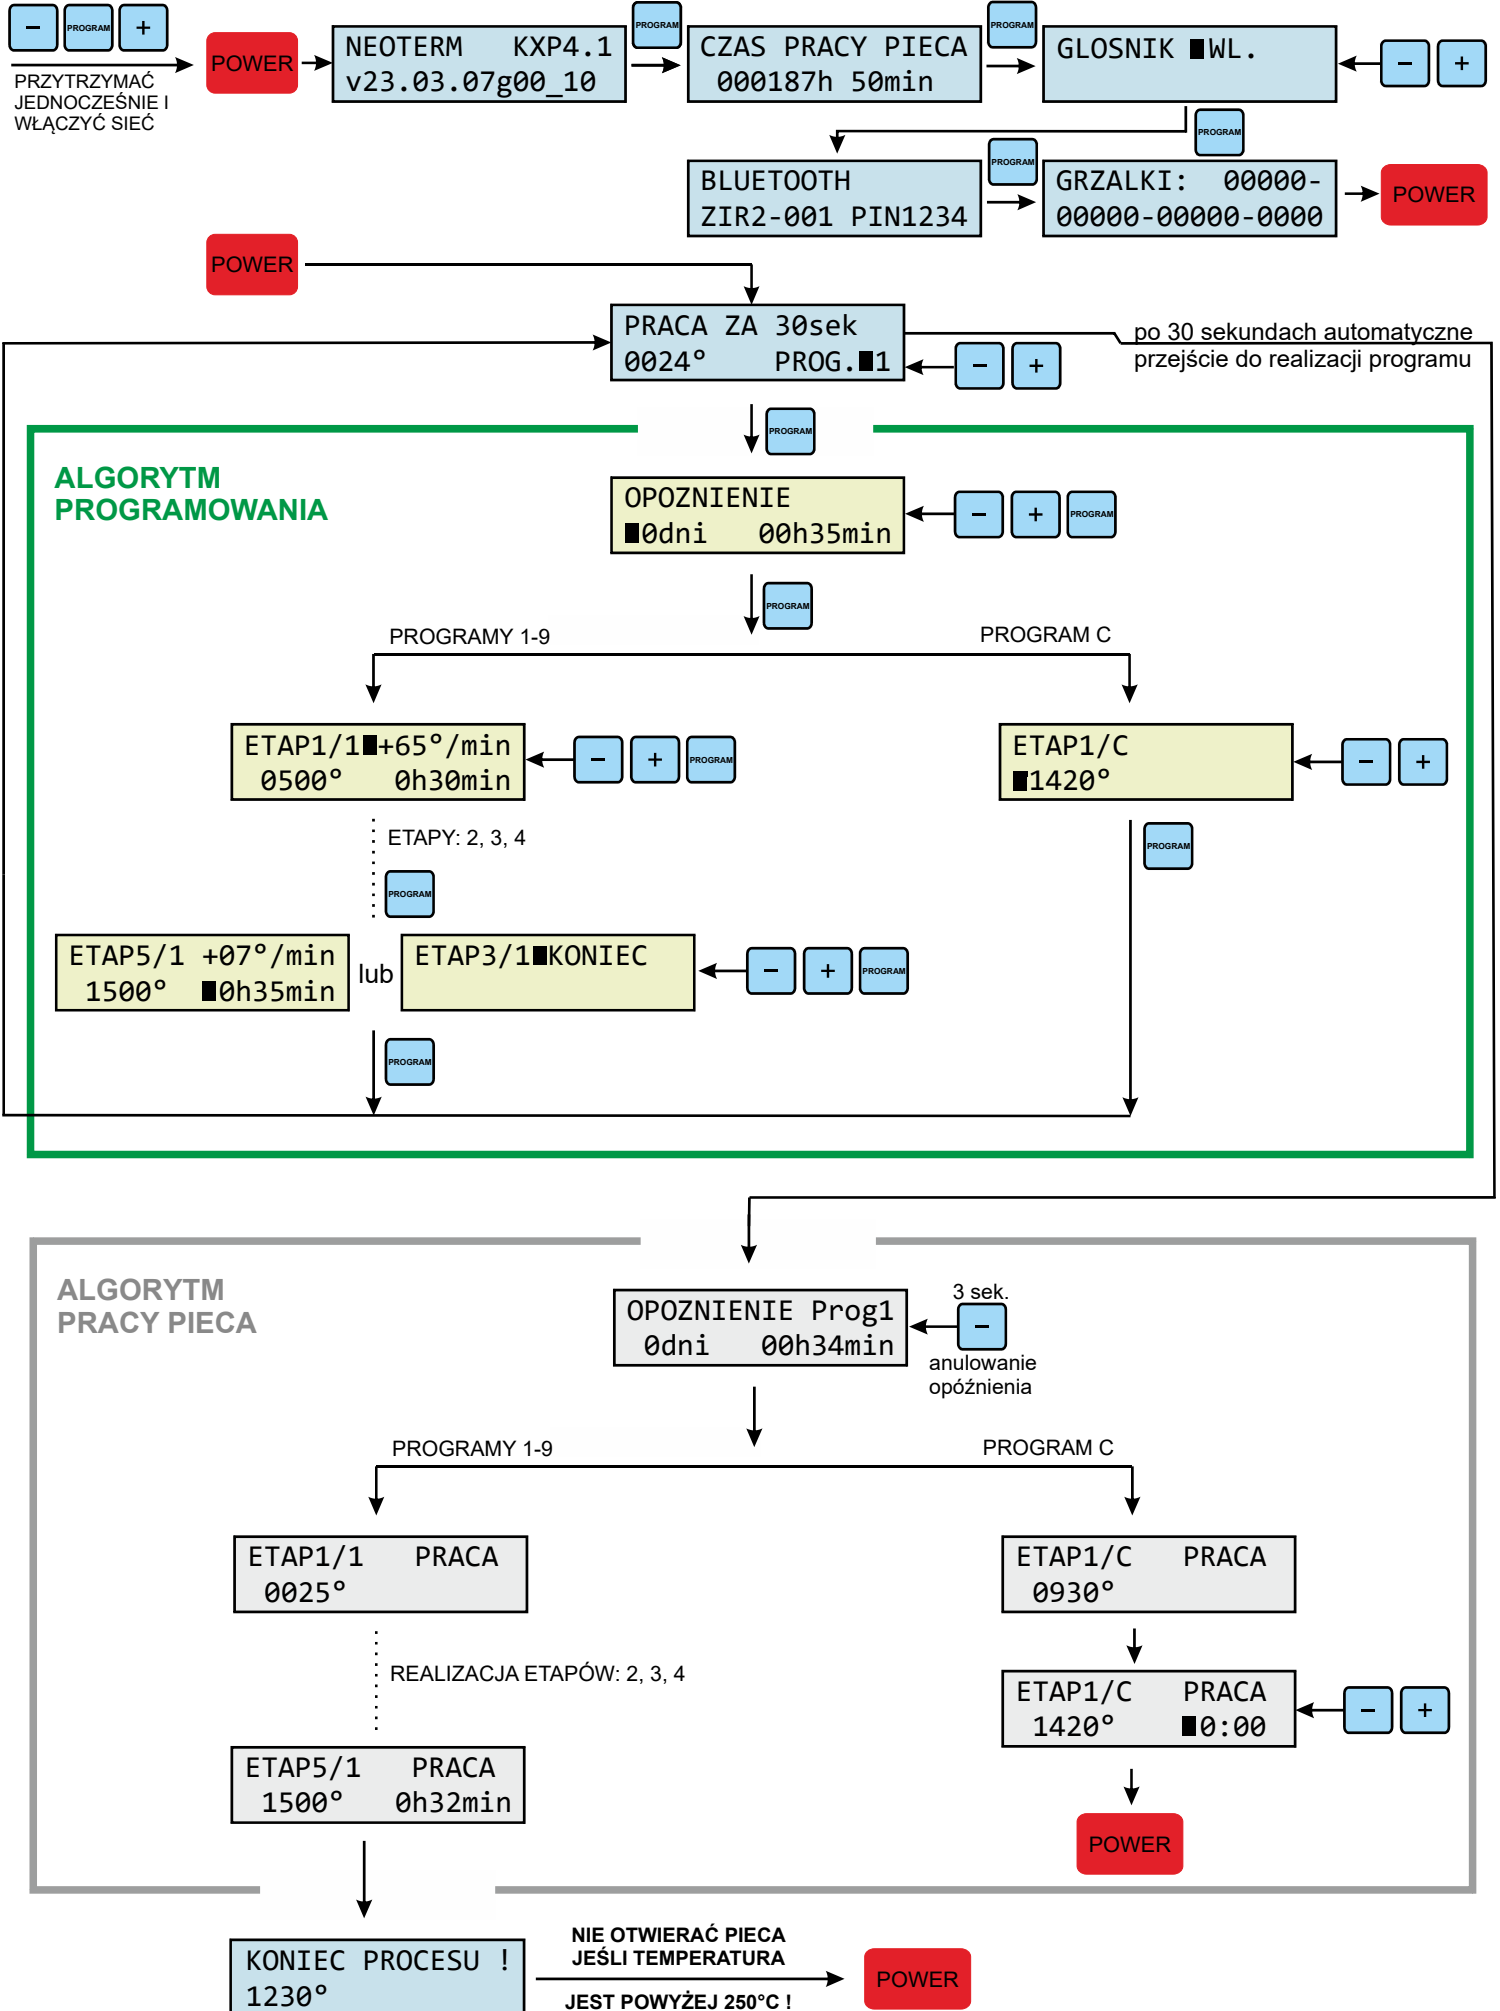 − PROGRAM +
PRZYTRZYMAĆ
JEDNOCZEŚNIE I
WŁĄCZYĆ SIEĆ
POWER
NEOTERM KXP4.1
v23.03.07g00_10
PROGRAM
CZAS PRACY PIECA
000187h 50min
PROGRAM
GLOSNIK ■WL.
− +
PROGRAM
BLUETOOTH
ZIR2-001 PIN1234
PROGRAM
GRZALKI: 00000-
00000-00000-0000
POWER
POWER
PRACA ZA 30sek
0024° PROG.■1
− +
po 30 sekundach automatyczne
przejście do realizacji programu
PROGRAM
ALGORYTM
PROGRAMOWANIA
OPOZNIENIE
■0dni 00h35min
− + PROGRAM
PROGRAM
PROGRAMY 1-9
PROGRAM C
ETAP1/1■+65°/min
0500° 0h30min
− + PROGRAM
ETAP1/C
■1420°
− +
ETAPY: 2, 3, 4
PROGRAM
PROGRAM
ETAP5/1 +07°/min
1500° ■0h35min
lub
ETAP3/1■KONIEC
− + PROGRAM
PROGRAM
ALGORYTM
PRACY PIECA
OPOZNIENIE Prog1
0dni 00h34min
3 sek.
−
anulowanie
opóźnienia
PROGRAMY 1-9
PROGRAM C
ETAP1/1 PRACA
0025°
ETAP1/C PRACA
0930°
REALIZACJA ETAPÓW: 2, 3, 4
ETAP1/C PRACA
1420° ■0:00
− +
ETAP5/1 PRACA
1500° 0h32min
POWER
KONIEC PROCESU !
1230°
NIE OTWIERAĆ PIECA
JEŚLI TEMPERATURA
JEST POWYŻEJ 250°C !
POWER